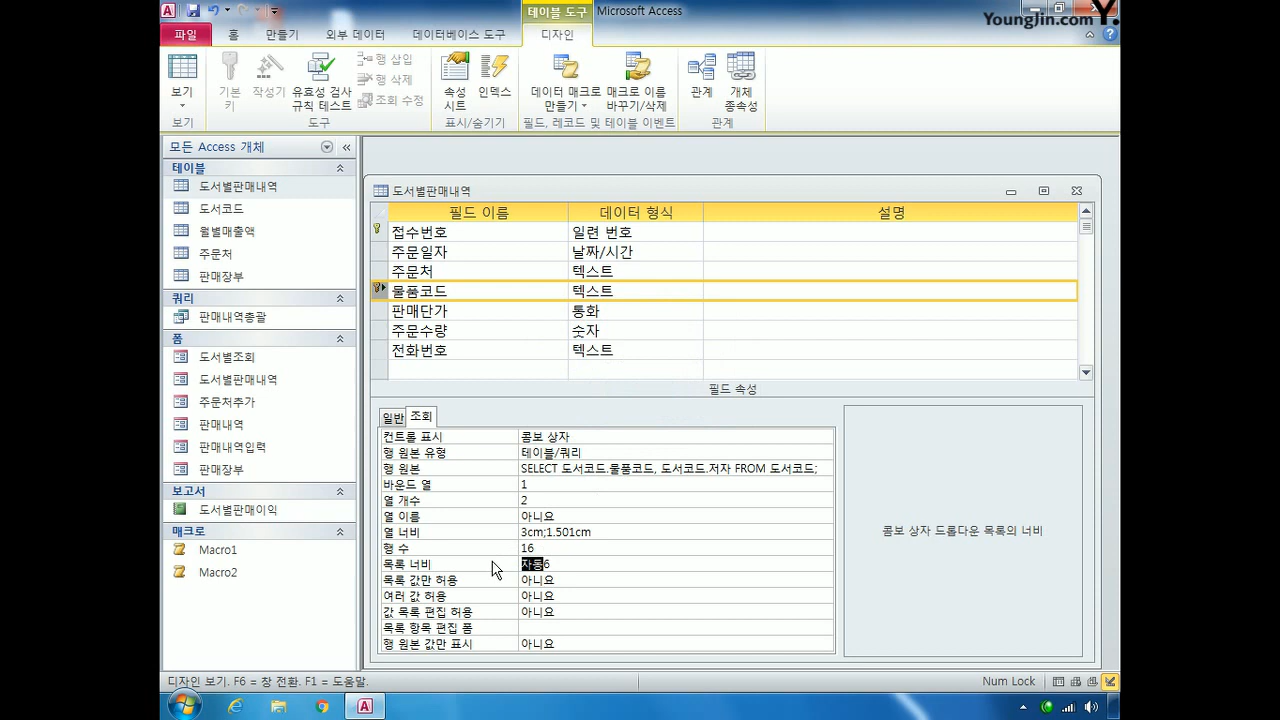 테이블 도구 Microsoft Access
YoungJin.com Y.
파일 홈 만들기 외부 데이터 데이터베이스 도구 디자인
보기 기본 키 작성기 유효성 검사 규칙 테스트 행 삽입 행 삭제 조회 수정 속성 시트 인덱스 데이터 매크로 만들기 매크로 이름 바꾸기/삭제 관계 개체 종속성
보기 도구 표시/숨기기 필드, 레코드 및 테이블 이벤트 관계
모든 Access 개체
테이블
도서별판매내역
도서코드
월별매출액
주문처
판매장부
쿼리
판매내역총괄
폼
도서별조회
도서별판매내역
주문처추가
판매내역
판매내역입력
판매장부
보고서
도서별판매이익
매크로
Macro1
Macro2
도서별판매내역
필드 이름 데이터 형식 설명
접수번호 일련 번호
주문일자 날짜/시간
주문처 텍스트
물품코드 텍스트
판매단가 통화
주문수량 숫자
전화번호 텍스트
필드 속성
일반 조회
컨트롤 표시 콤보 상자
행 원본 유형 테이블/쿼리
행 원본 SELECT 도서코드.물품코드, 도서코드.저자 FROM 도서코드;
바운드 열 1
열 개수 2
열 이름 아니요
열 너비 3cm;1.501cm
행 수 16
목록 너비 자동6
목록 값만 허용 아니요
여러 값 허용 아니요
값 목록 편집 허용 아니요
목록 항목 편집 폼
행 원본 값만 표시 아니요
콤보 상자 드롭다운 목록의 너비
디자인 보기. F6 = 창 전환. F1 = 도움말. Num Lock